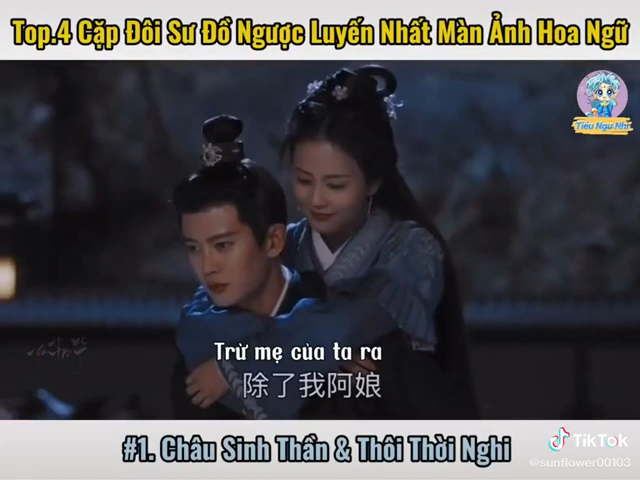 Top.4 Cặp Đôi Sư Đồ Ngược Luyến Nhất Màn Ảnh Hoa Ngữ
Tiểu Ngư Nhi
Trừ mẹ của ta ra
除了我阿娘
#1. Châu Sinh Thần & Thôi Thời Nghi
TikTok
@sunflower00103